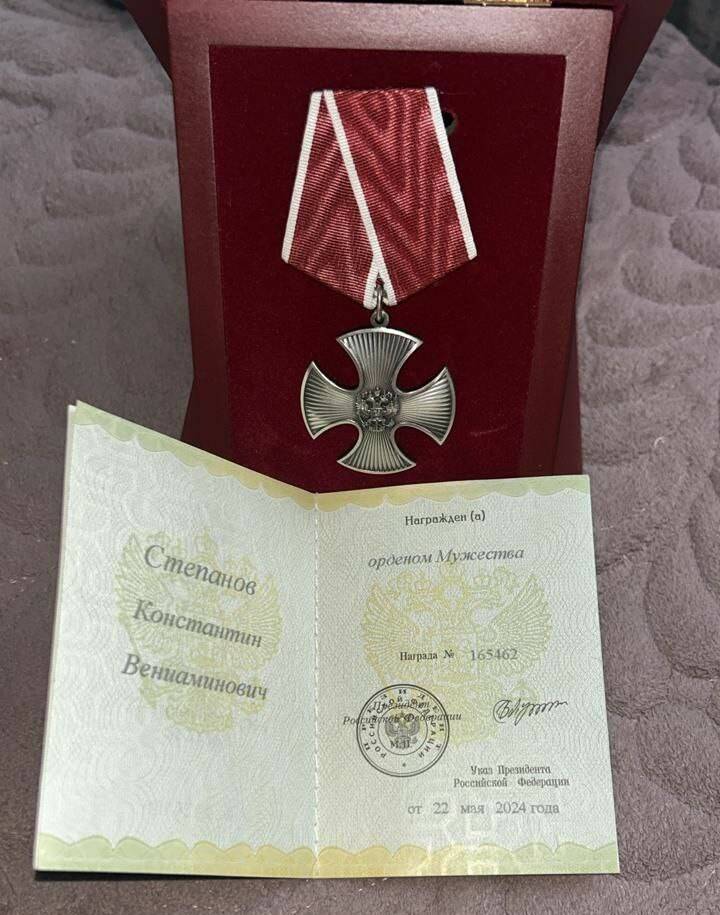 Степанов
Константин
Вениаминович
Награжден (а)
орденом Мужества
Награда № 165462
Президент
Российской Федерации
М.П.
Указ Президента
Российской Федерации
от 22 мая 2024 года